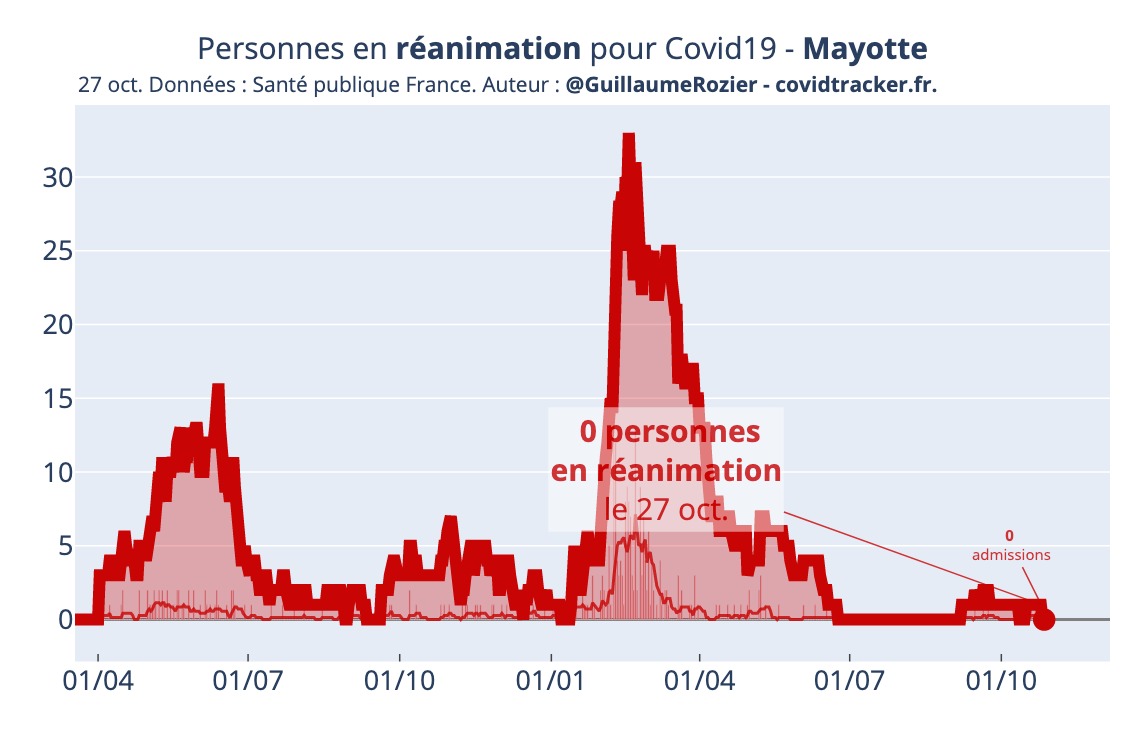 Personnes en réanimation pour Covid19 - Mayotte
27 oct. Données : Santé publique France. Auteur : @GuillaumeRozier - covidtracker.fr.
30
25
20
15
10
5
0
0 personnes
en réanimation
le 27 oct.
0
admissions
01/04
01/07
01/10
01/01
01/04
01/07
01/10